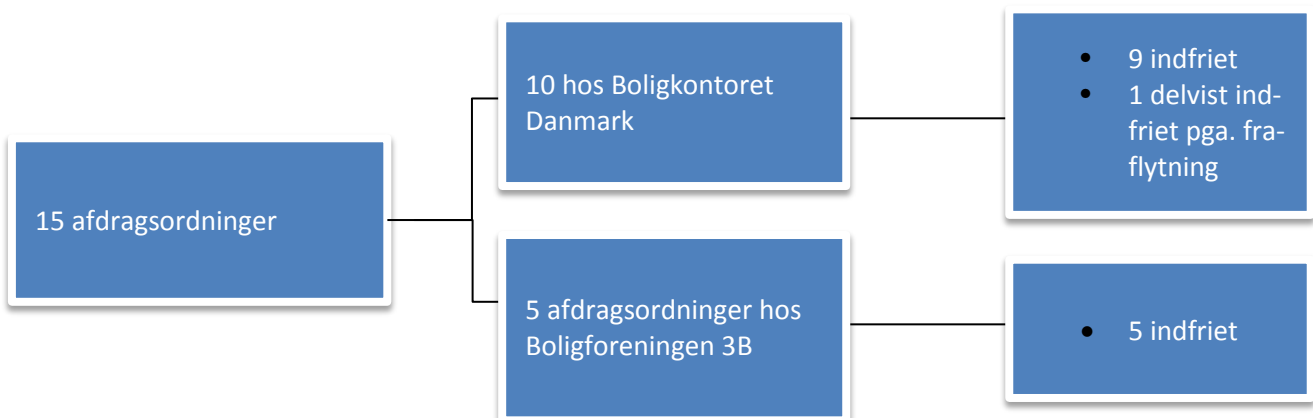 15 afdragsordninger
10 hos Boligkontoret
Danmark
• 9 indfriet
• 1 delvist ind-
friet pga. fra-
flytning
5 afdragsordninger hos
Boligforeningen 3B
• 5 indfriet